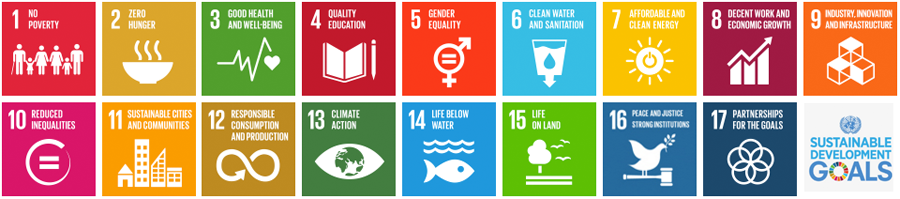 1 NO
POVERTY
2 ZERO
HUNGER
3 GOOD HEALTH
AND WELL-BEING
4 QUALITY
EDUCATION
5 GENDER
EQUALITY
6 CLEAN WATER
AND SANITATION
7 AFFORDABLE AND
CLEAN ENERGY
8 DECENT WORK AND
ECONOMIC GROWTH
9 INDUSTRY, INNOVATION
AND INFRASTRUCTURE
10 REDUCED
INEQUALITIES
11 SUSTAINABLE CITIES
AND COMMUNITIES
12 RESPONSIBLE
CONSUMPTION
AND PRODUCTION
13 CLIMATE
ACTION
14 LIFE BELOW
WATER
15 LIFE
ON LAND
16 PEACE AND JUSTICE
STRONG INSTITUTIONS
17 PARTNERSHIPS
FOR THE GOALS
SUSTAINABLE
DEVELOPMENT
GOALS